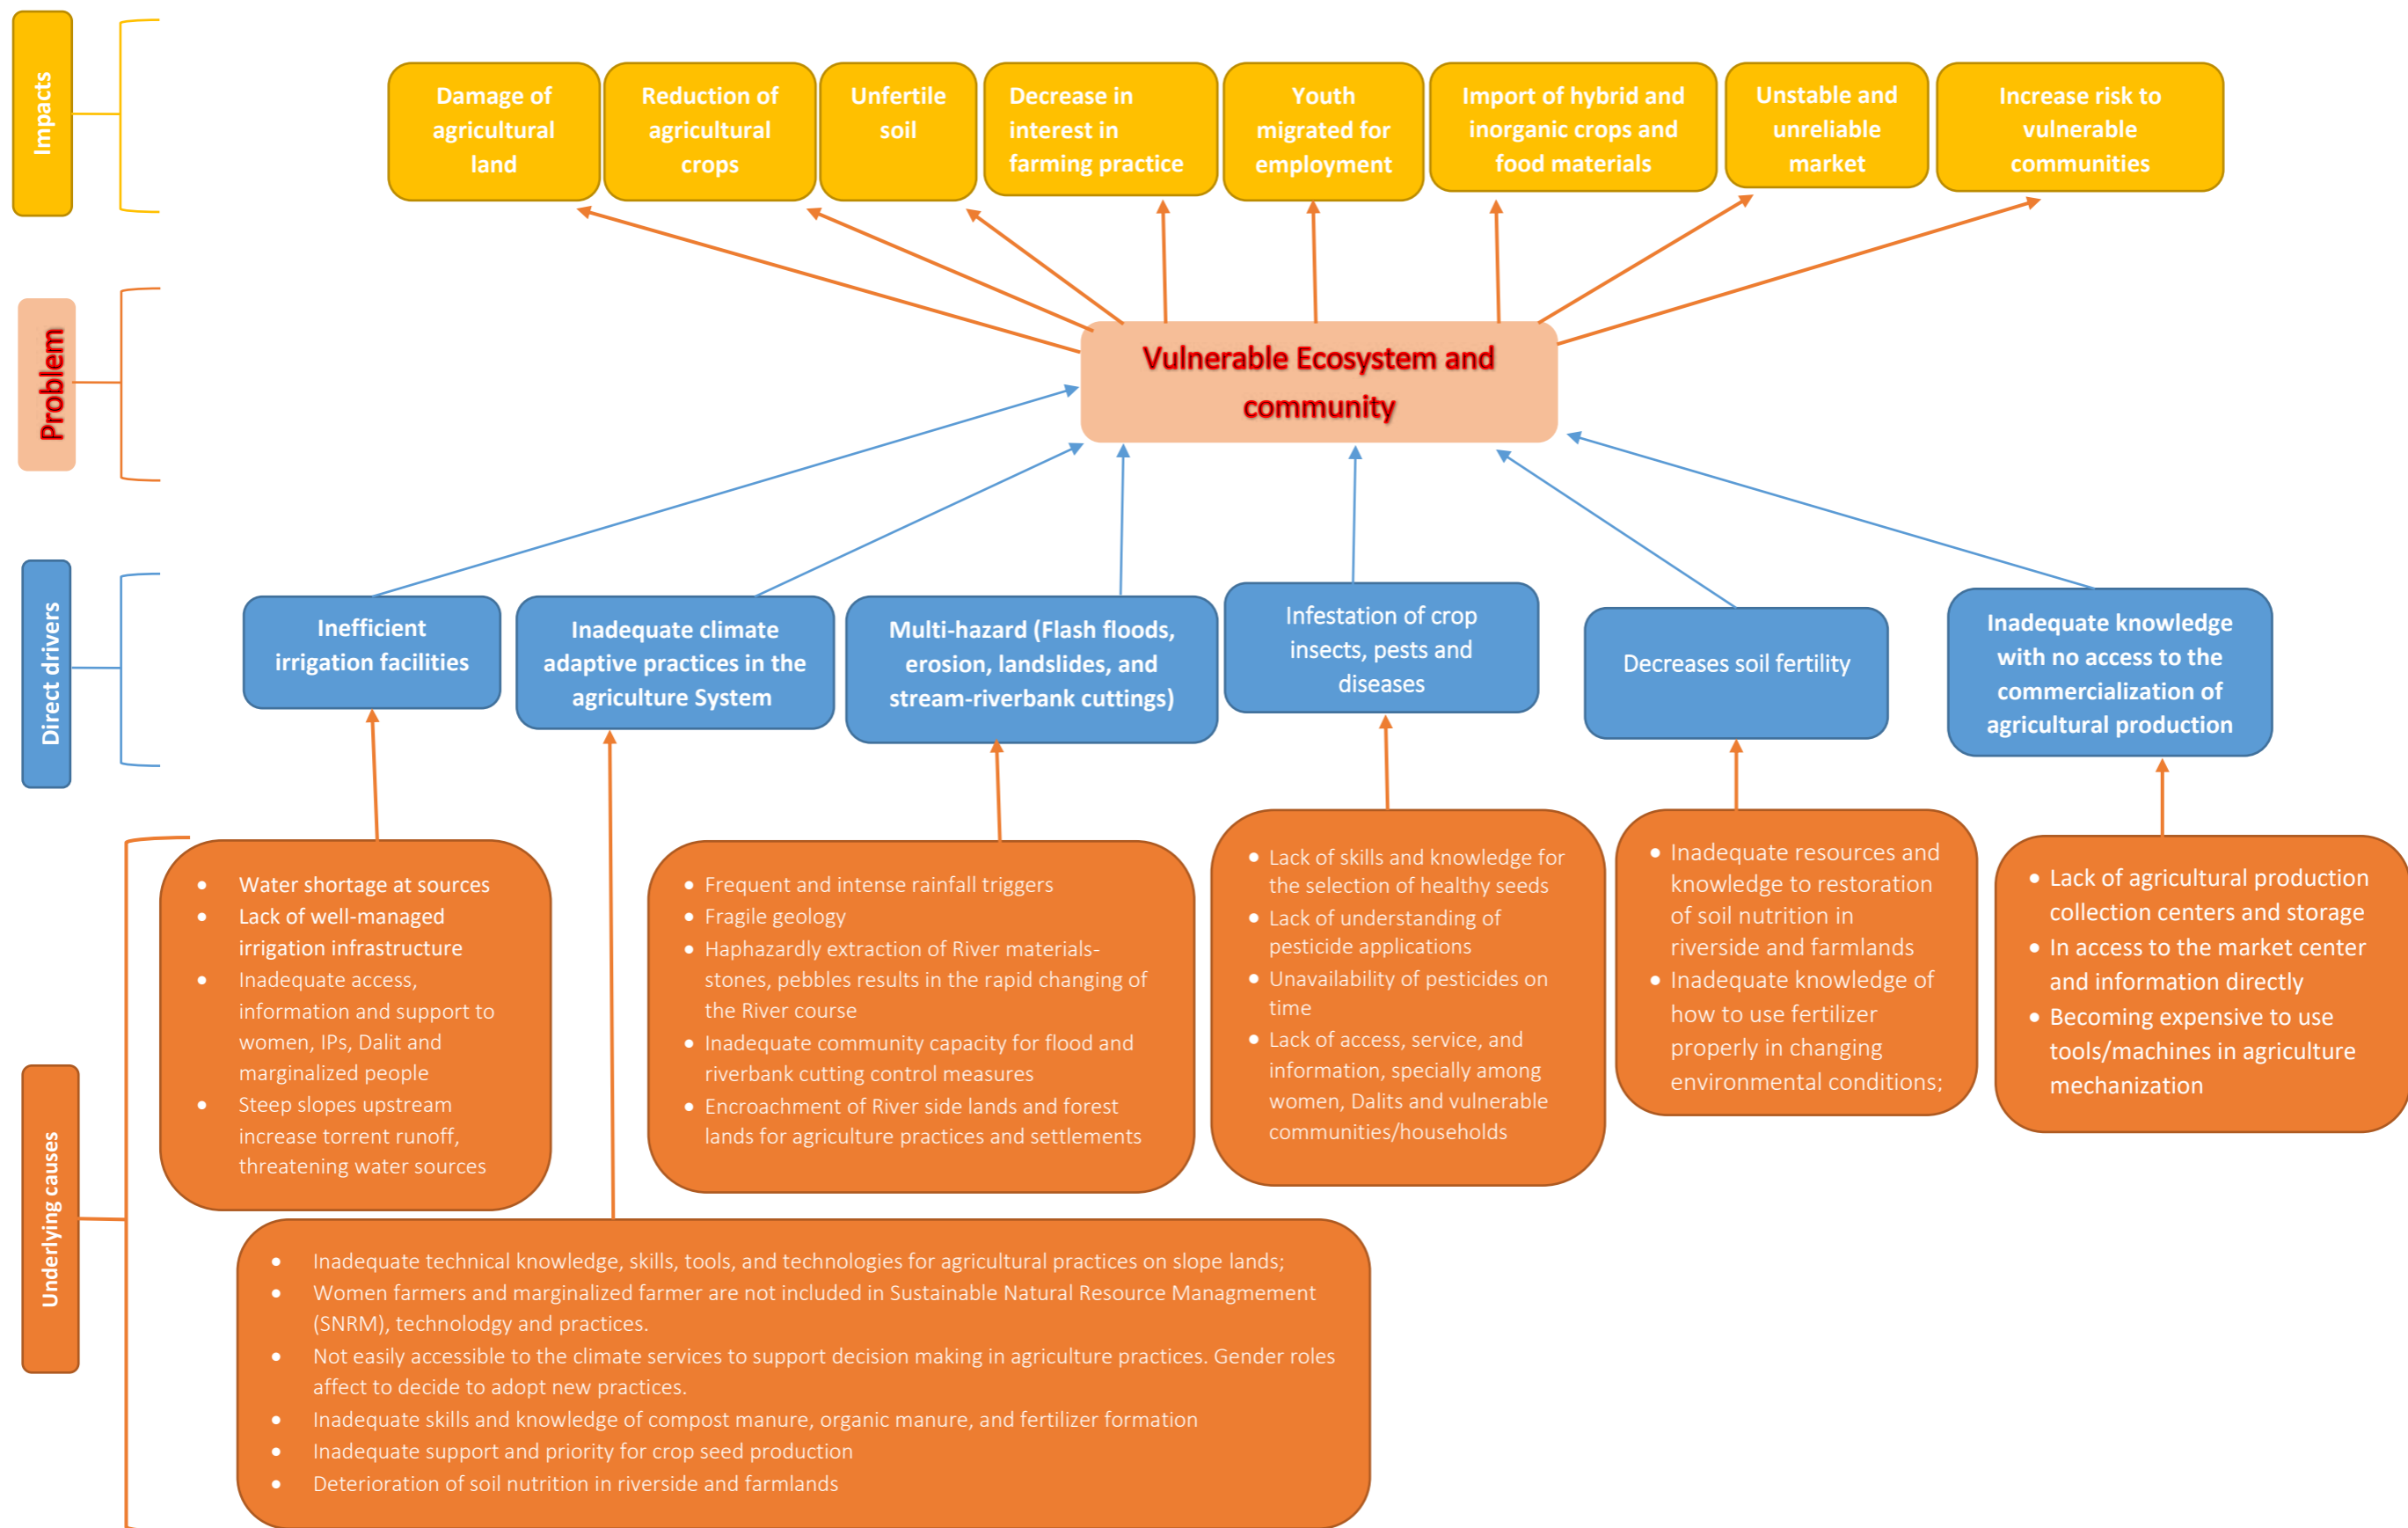 Impacts
Damage of
agricultural
land
Reduction of
agricultural
crops
Unfertile
soil
Decrease in
interest in
farming practice
Youth
migrated for
employment
Import of hybrid and
inorganic crops and
food materials
Unstable and
unreliable
market
Increase risk to
vulnerable
communities
Problem
Vulnerable Ecosystem and
community
Direct drivers
Inefficient
irrigation facilities
Inadequate climate
adaptive practices in the
agriculture System
Multi-hazard (Flash floods,
erosion, landslides, and
stream-riverbank cuttings)
Infestation of crop
insects, pests and
diseases
Decreases soil fertility
Inadequate knowledge
with no access to the
commercialization of
agricultural production
Underlying causes
• Water shortage at sources
• Lack of well-managed
irrigation infrastructure
• Inadequate access,
information and support to
women, IPs, Dalit and
marginalized people
• Steep slopes upstream
increase torrent runoff,
threatening water sources
• Frequent and intense rainfall triggers
• Fragile geology
• Haphazardly extraction of River materials-
stones, pebbles results in the rapid changing of
the River course
• Inadequate community capacity for flood and
riverbank cutting control measures
• Encroachment of River side lands and forest
lands for agriculture practices and settlements
• Lack of skills and knowledge for
the selection of healthy seeds
• Lack of understanding of
pesticide applications
• Unavailability of pesticides on
time
• Lack of access, service, and
information, specially among
women, Dalits and vulnerable
communities/households
• Inadequate resources and
knowledge to restoration
of soil nutrition in
riverside and farmlands
• Inadequate knowledge of
how to use fertilizer
properly in changing
environmental conditions;
• Lack of agricultural production
collection centers and storage
• In access to the market center
and information directly
• Becoming expensive to use
tools/machines in agriculture
mechanization
• Inadequate technical knowledge, skills, tools, and technologies for agricultural practices on slope lands;
• Women farmers and marginalized farmer are not included in Sustainable Natural Resource Managmement
(SNRM), technolodgy and practices.
• Not easily accessible to the climate services to support decision making in agriculture practices. Gender roles
affect to decide to adopt new practices.
• Inadequate skills and knowledge of compost manure, organic manure, and fertilizer formation
• Inadequate support and priority for crop seed production
• Deterioration of soil nutrition in riverside and farmlands